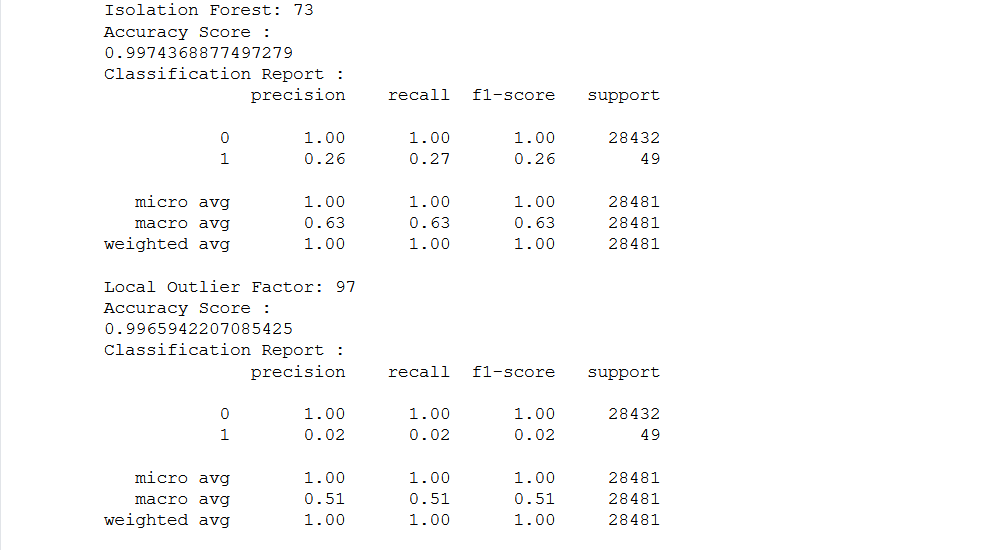 Isolation Forest: 73
Accuracy Score :
0.9974368877497279
Classification Report :
precision recall f1-score support
0 1.00 1.00 1.00 28432
1 0.26 0.27 0.26 49
micro avg 1.00 1.00 1.00 28481
macro avg 0.63 0.63 0.63 28481
weighted avg 1.00 1.00 1.00 28481
Local Outlier Factor: 97
Accuracy Score :
0.9965942207085425
Classification Report :
precision recall f1-score support
0 1.00 1.00 1.00 28432
1 0.02 0.02 0.02 49
micro avg 1.00 1.00 1.00 28481
macro avg 0.51 0.51 0.51 28481
weighted avg 1.00 1.00 1.00 28481